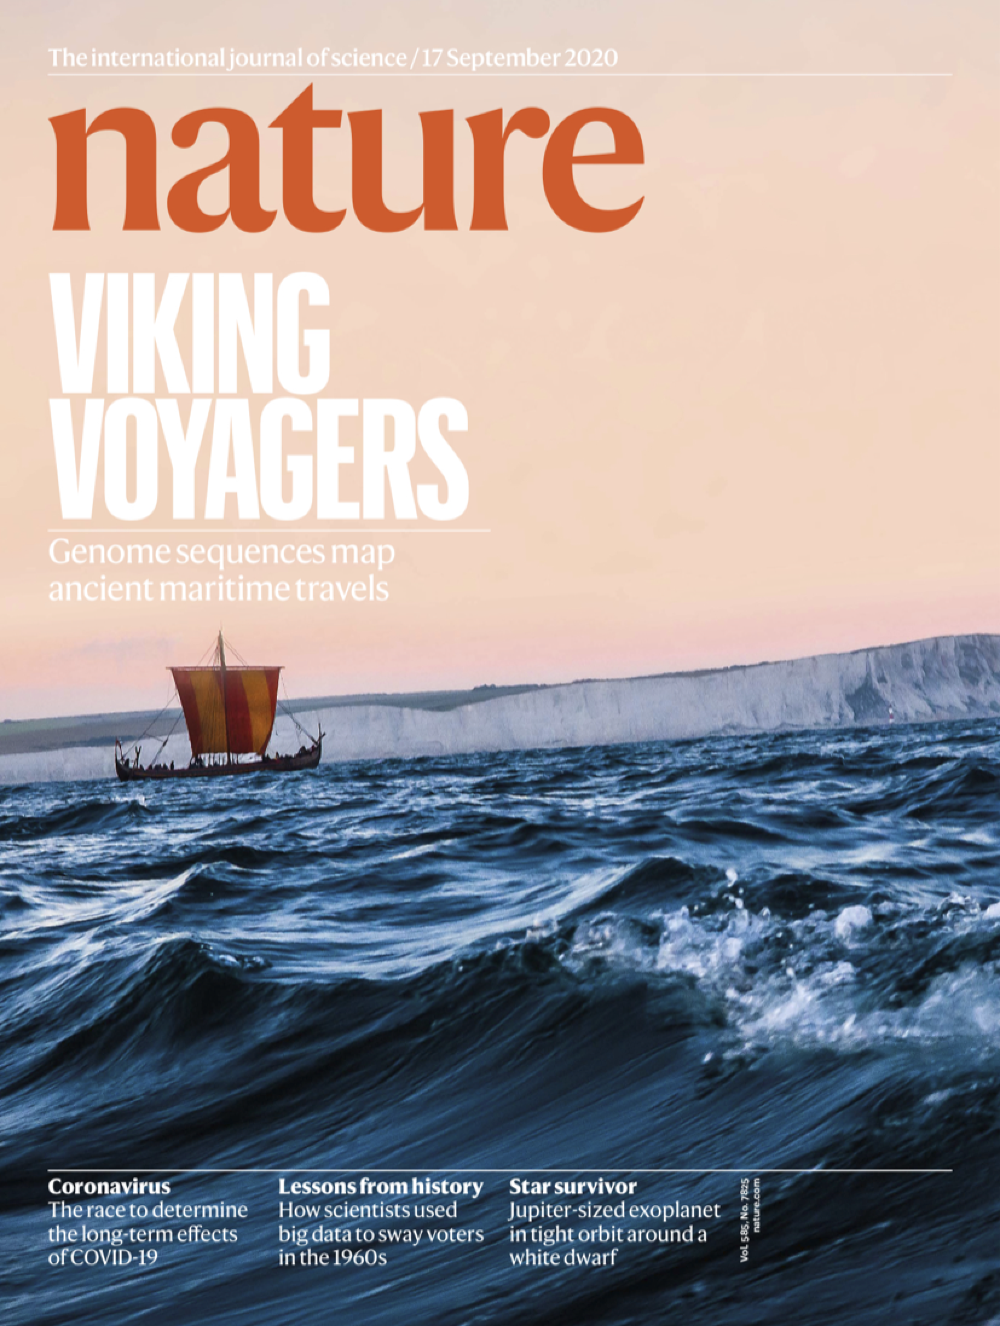 The international journal of science / 17 September 2020
nature
VIKING
VOYAGERS
Genome sequences map
ancient maritime travels
Coronavirus
The race to determine
the long-term effects
of COVID-19
Lessons from history
How scientists used
big data to sway voters
in the 1960s
Star survivor
Jupiter-sized exoplanet
in tight orbit around a
white dwarf
Vol. 585, No. 7825
nature.com